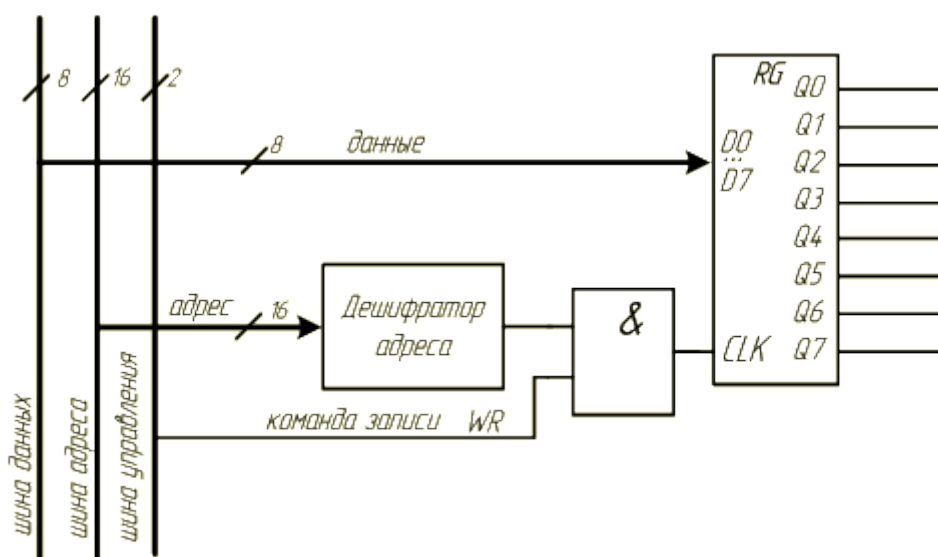 8
16
2
RG
Q0
Q1
8
данные
D0
...
D7
Q2
Q3
Q4
Q5
Q6
Q7
адрес
16
Дешифратор
адреса
&
CLK
команда записи WR
шина данных
шина адреса
шина управления